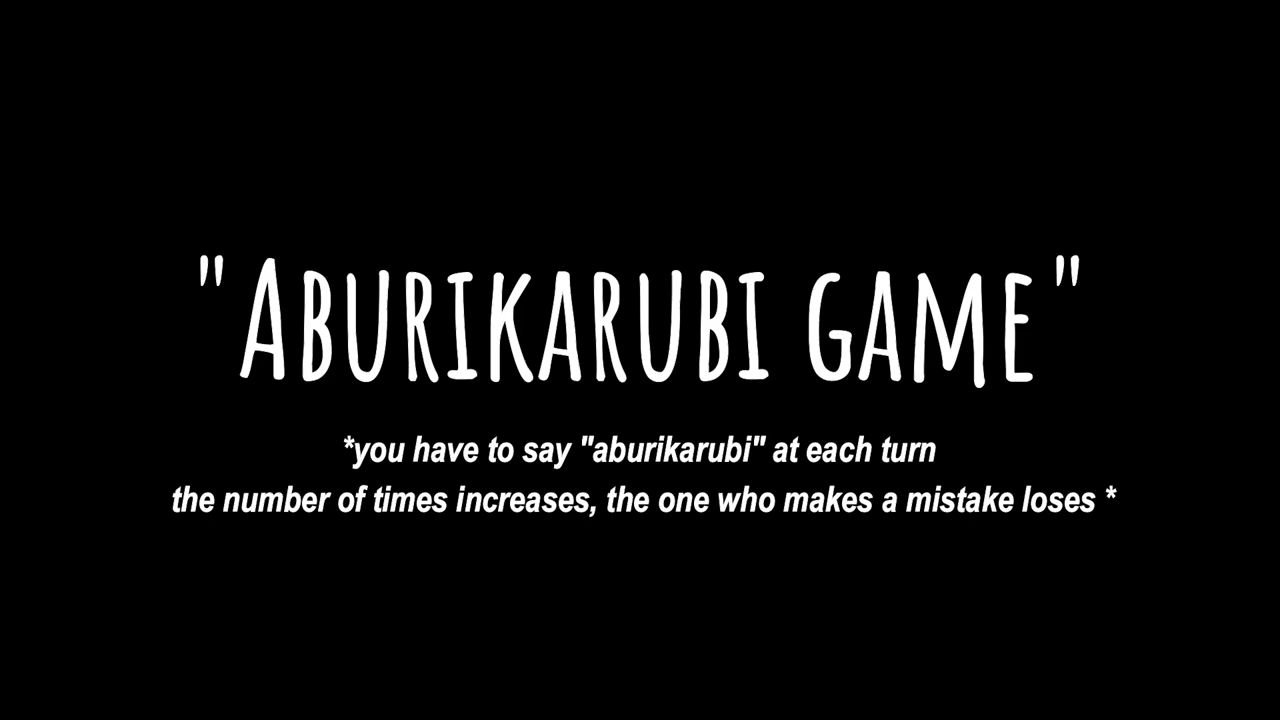 "ABURIKARUBI GAME"
*you have to say "aburikarubi" at each turn
the number of times increases, the one who makes a mistake loses *